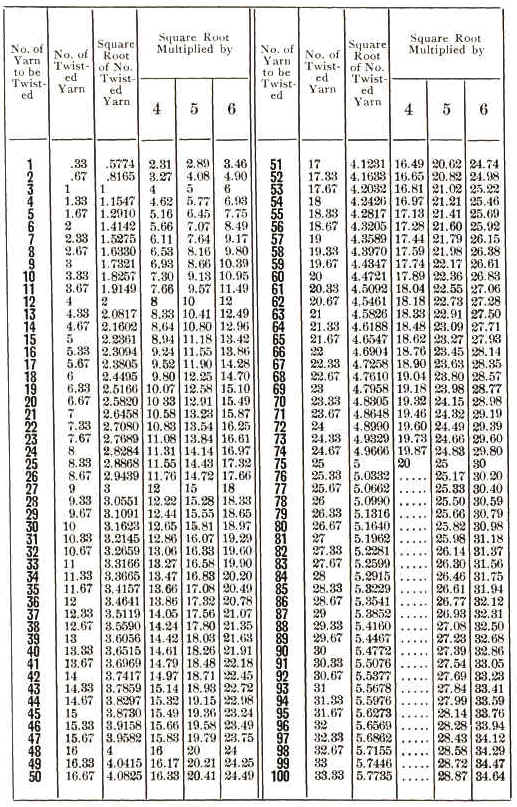 No. of Yarn to be Twist-ed | No. of Twist-ed Yarn | Square Root of No. Twist-ed Yarn | Square Root Multiplied by
4 5 6
1 .33 .5774 2.31 2.89 3.46
2 .67 .8165 3.27 4.08 4.90
3 1 1 4 5 6
4 1.33 1.1547 4.62 5.77 6.93
5 1.67 1.2910 5.16 6.45 7.75
6 2 1.4142 5.66 7.07 8.49
7 2.33 1.5275 6.11 7.64 9.17
8 2.67 1.6330 6.53 8.16 9.80
9 3 1.7321 6.93 8.66 10.39
10 3.33 1.8257 7.30 9.13 10.95
11 3.67 1.9149 7.66 9.57 11.49
12 4 2 8 10 12
13 4.33 2.0817 8.33 10.41 12.49
14 4.67 2.1602 8.64 10.80 12.96
15 5 2.2361 8.94 11.18 13.42
16 5.33 2.3094 9.24 11.55 13.86
17 5.67 2.3805 9.52 11.90 14.28
18 6 2.4495 9.80 12.25 14.70
19 6.33 2.5166 10.07 12.58 15.10
20 6.67 2.5820 10 33 12.91 15.49
21 7 2.6458 10.58 13.23 15.87
22 7.33 2.7080 10.83 13.54 16.25
23 7.67 2.7689 11.08 13.84 16.61
24 8 2.8284 11.31 14.14 16.97
25 8.33 2.8868 11.55 14.43 17.32
26 8.67 2.9439 11.76 14.72 17.66
27 9 3 12 15 18
28 9.33 3.0551 12.22 15.28 18.33
29 9.67 3.1091 12.44 15.55 18.65
30 10 3.1623 12.65 15.81 18.97
31 10.33 3.2145 12.86 16.07 19.29
32 10.67 3.2659 13.06 16.33 19.60
33 11 3.3166 13.27 16.58 19.90
34 11.33 3.3665 13.47 16.83 20.20
35 11.67 3.4157 13.66 17.08 20.49
36 12 3.4641 13.86 17.32 20.78
37 12.33 3.5119 14.05 17.56 21.07
38 12.67 3.5590 14.24 17.80 21.35
39 13 3.6056 14.42 18.03 21.63
40 13.33 3.6515 14.61 18.26 21.91
41 13.67 3.6969 14.79 18.48 22.18
42 14 3.7417 14.97 18.71 22.45
43 14.33 3.7859 15.14 18.93 22.72
44 14.67 3.8297 15.32 19.15 22.98
45 15 3.8730 15.49 19.36 23.24
46 15.33 3.9158 15.66 19.58 23.49
47 15.67 3.9582 15.83 19.79 23.75
48 16 4 16 20 24
49 16.33 4.0415 16.17 20.21 24.25
50 16.67 4.0825 16.33 20.41 24.49
No. of Yarn to be Twist-ed | No. of Twist-ed Yarn | Square Root of No. of Twist-ed Yarn | Square Root Multiplied by
4 5 6
51 17 4.1231 16.49 20.62 24.74
52 17.33 4.1633 16.65 20.82 24.98
53 17.67 4.2032 16.81 21.02 25.22
54 18 4.2426 16.97 21.21 25.46
55 18.33 4.2817 17.13 21.41 25.69
56 18.67 4.3205 17.28 21.60 25.92
57 19 4.3589 17.44 21.79 26.15
58 19.33 4.3970 17.59 21.98 26.38
59 19.67 4.4347 17.74 22.17 26.61
60 20 4.4721 17.89 22.36 26.83
61 20.33 4.5092 18.04 22.55 27.06
62 20.67 4.5461 18.18 22.73 27.28
63 21 4.5826 18.33 22.91 27.50
64 21.33 4.6188 18.48 23.09 27.71
65 21.67 4.6547 18.62 23.27 27.93
66 22 4.6904 18.76 23.45 28.14
67 22.33 4.7258 18.90 23.63 28.35
68 22.67 4.7610 19.04 23.80 28.57
69 23 4.7958 19.18 23.98 28.77
70 23.33 4.8305 19.32 24.15 28.98
71 23.67 4.8648 19.46 24.32 29.19
72 24 4.8990 19.60 24.49 29.39
73 24.33 4.9329 19.73 24.66 29.60
74 24.67 4.9666 19.87 24.83 29.80
75 25 5 20 25 30
76 25.33 5.0332 ..... 25.17 30.20
77 25.67 5.0662 ..... 25.33 30.40
78 26 5.0990 ..... 25.50 30.59
79 26.33 5.1316 ..... 25.66 30.79
80 26.67 5.1640 ..... 25.82 30.98
81 27 5.1962 ..... 25.98 31.18
82 27.33 5.2281 ..... 26.14 31.37
83 27.67 5.2599 ..... 26.30 31.56
84 28 5.2915 ..... 26.46 31.75
85 28.33 5.3229 ..... 26.61 31.94
86 28.67 5.3541 ..... 26.77 32.12
87 29 5.3852 ..... 26.93 32.31
88 29.33 5.4160 ..... 27.08 32.50
89 29.67 5.4467 ..... 27.23 32.68
90 30 5.4772 ..... 27.39 32.86
91 30.33 5.5076 ..... 27.54 33.05
92 30.67 5.5377 ..... 27.69 33.23
93 31 5.5678 ..... 27.84 33.41
94 31.33 5.5976 ..... 27.99 33.59
95 31.67 5.6273 ..... 28.14 33.76
96 32 5.6569 ..... 28.28 33.94
97 32.33 5.6862 ..... 28.43 34.12
98 32.67 5.7155 ..... 28.58 34.29
99 33 5.7446 ..... 28.72 34.47
100 33.33 5.7735 ..... 28.87 34.64